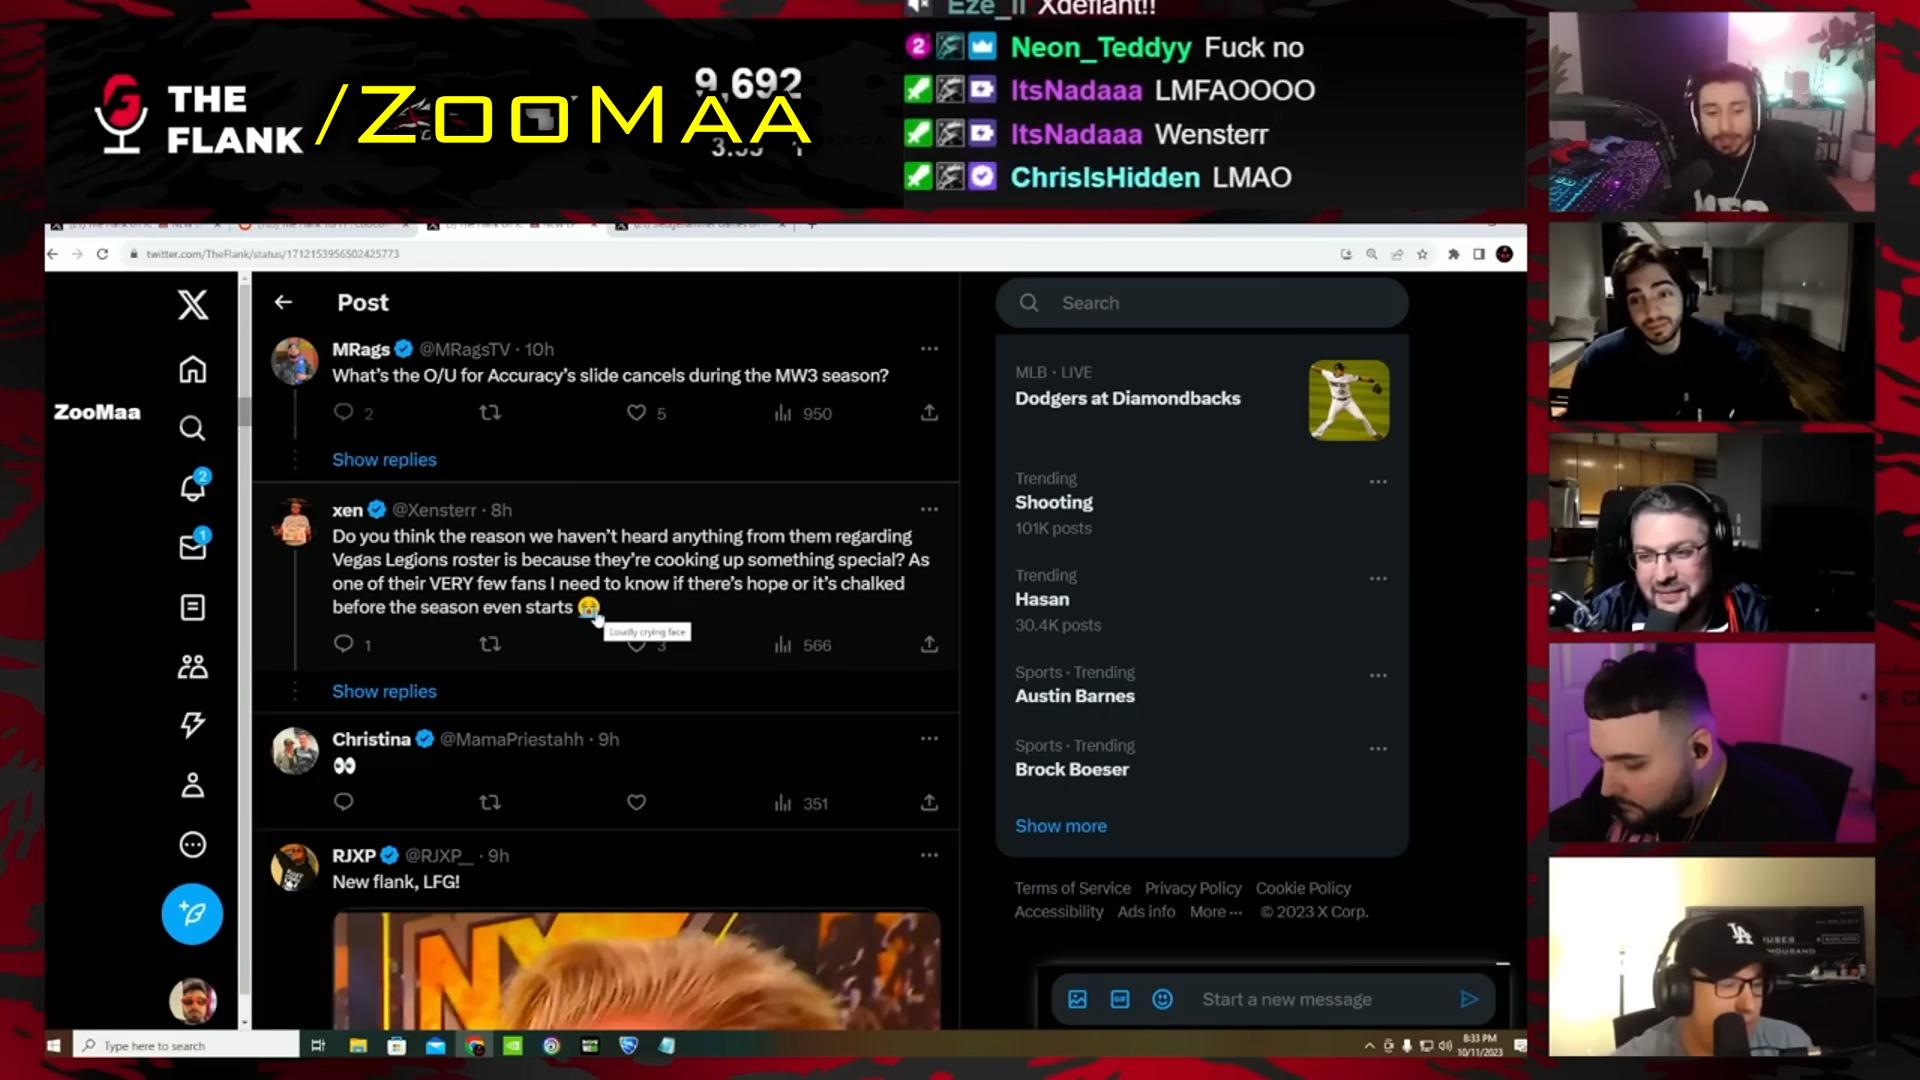 Eze_ll Xdefiant!!
Neon_Teddyy Fuck no
ItsNadaaa LMFAOOOO
ItsNadaaa Wensterr
ChrisIsHidden LMAO
THE
FLANK
/ZooMaa
9,692
twitter.com/TheFlank/status/1712153956502425773
Post
MRags @MRagsTV · 10h
What's the O/U for Accuracy's slide cancels during the MW3 season?
2 5 950
Show replies
ZooMaa
2
1
xen @Xensterr · 8h
Do you think the reason we haven't heard anything from them regarding
Vegas Legions roster is because they're cooking up something special? As
one of their VERY few fans I need to know if there's hope or it's chalked
before the season even starts 😭
Loudly crying face
1 3 566
Show replies
Christina @MamaPriestahh · 9h
👀
351
RJXP @RJXP_ · 9h
New flank, LFG!
NX
Search
MLB · LIVE
Dodgers at Diamondbacks
Trending
Shooting
101K posts
Trending
Hasan
30.4K posts
Sports · Trending
Austin Barnes
Sports · Trending
Brock Boeser
Show more
Terms of Service Privacy Policy Cookie Policy
Accessibility Ads info More ··· © 2023 X Corp.
Start a new message
Type here to search
8:33 PM
10/11/2023
LA